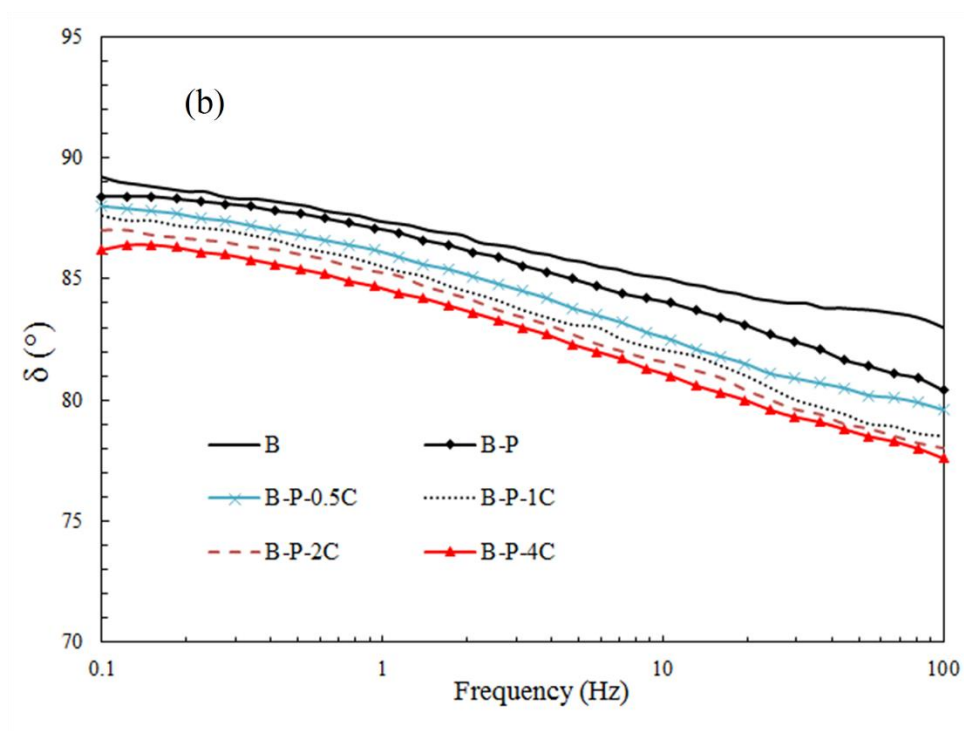 95
(b)
90
85
δ (°)
80
B B-P
B-P-0.5C B-P-1C
75
B-P-2C B-P-4C
70
0.1 1 10 100
Frequency (Hz)